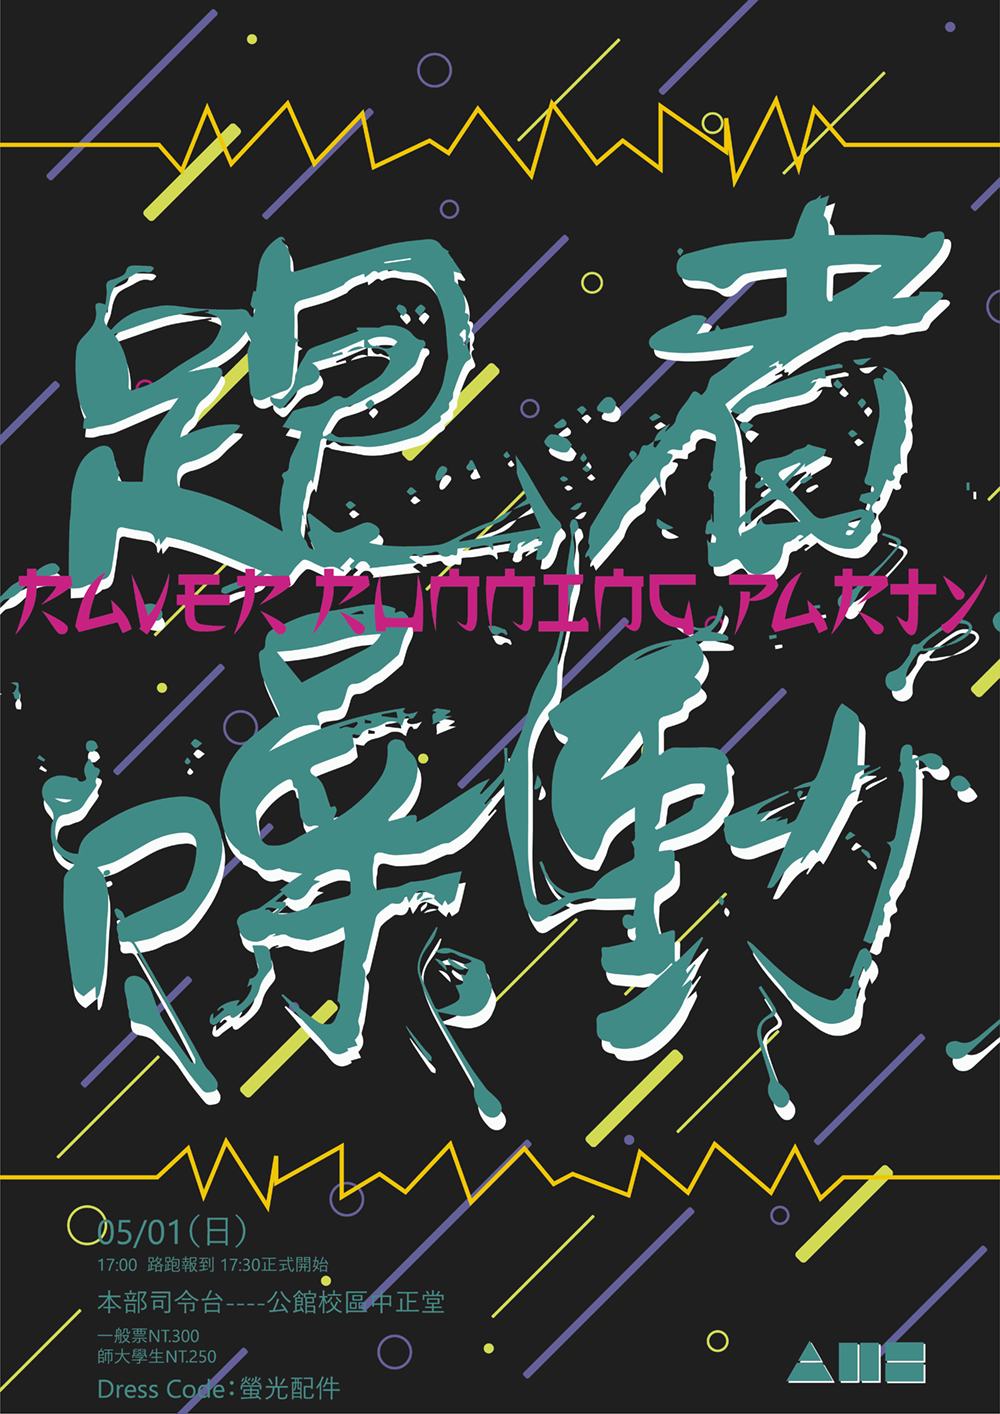 跑者
RAVER RUNNING PARTY
躁動
05/01(日)
17:00 路跑報到 17:30正式開始
本部司令台----公館校區中正堂
一般票NT.300
師大學生NT.250
Dress Code:螢光配件